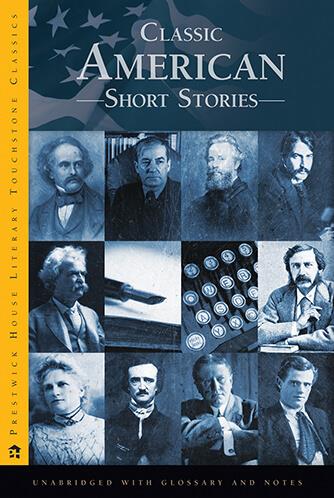 CLASSIC
AMERICAN
SHORT STORIES
PRESTWICK HOUSE LITERARY TOUCHSTONE CLASSICS
UNABRIDGED WITH GLOSSARY AND NOTES